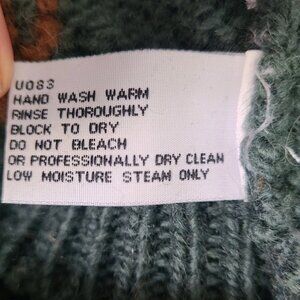 U083
HAND WASH WARM
RINSE THOROUGHLY
BLOCK TO DRY
DO NOT BLEACH
OR PROFESSIONALLY DRY CLEAN
LOW MOISTURE STEAM ONLY